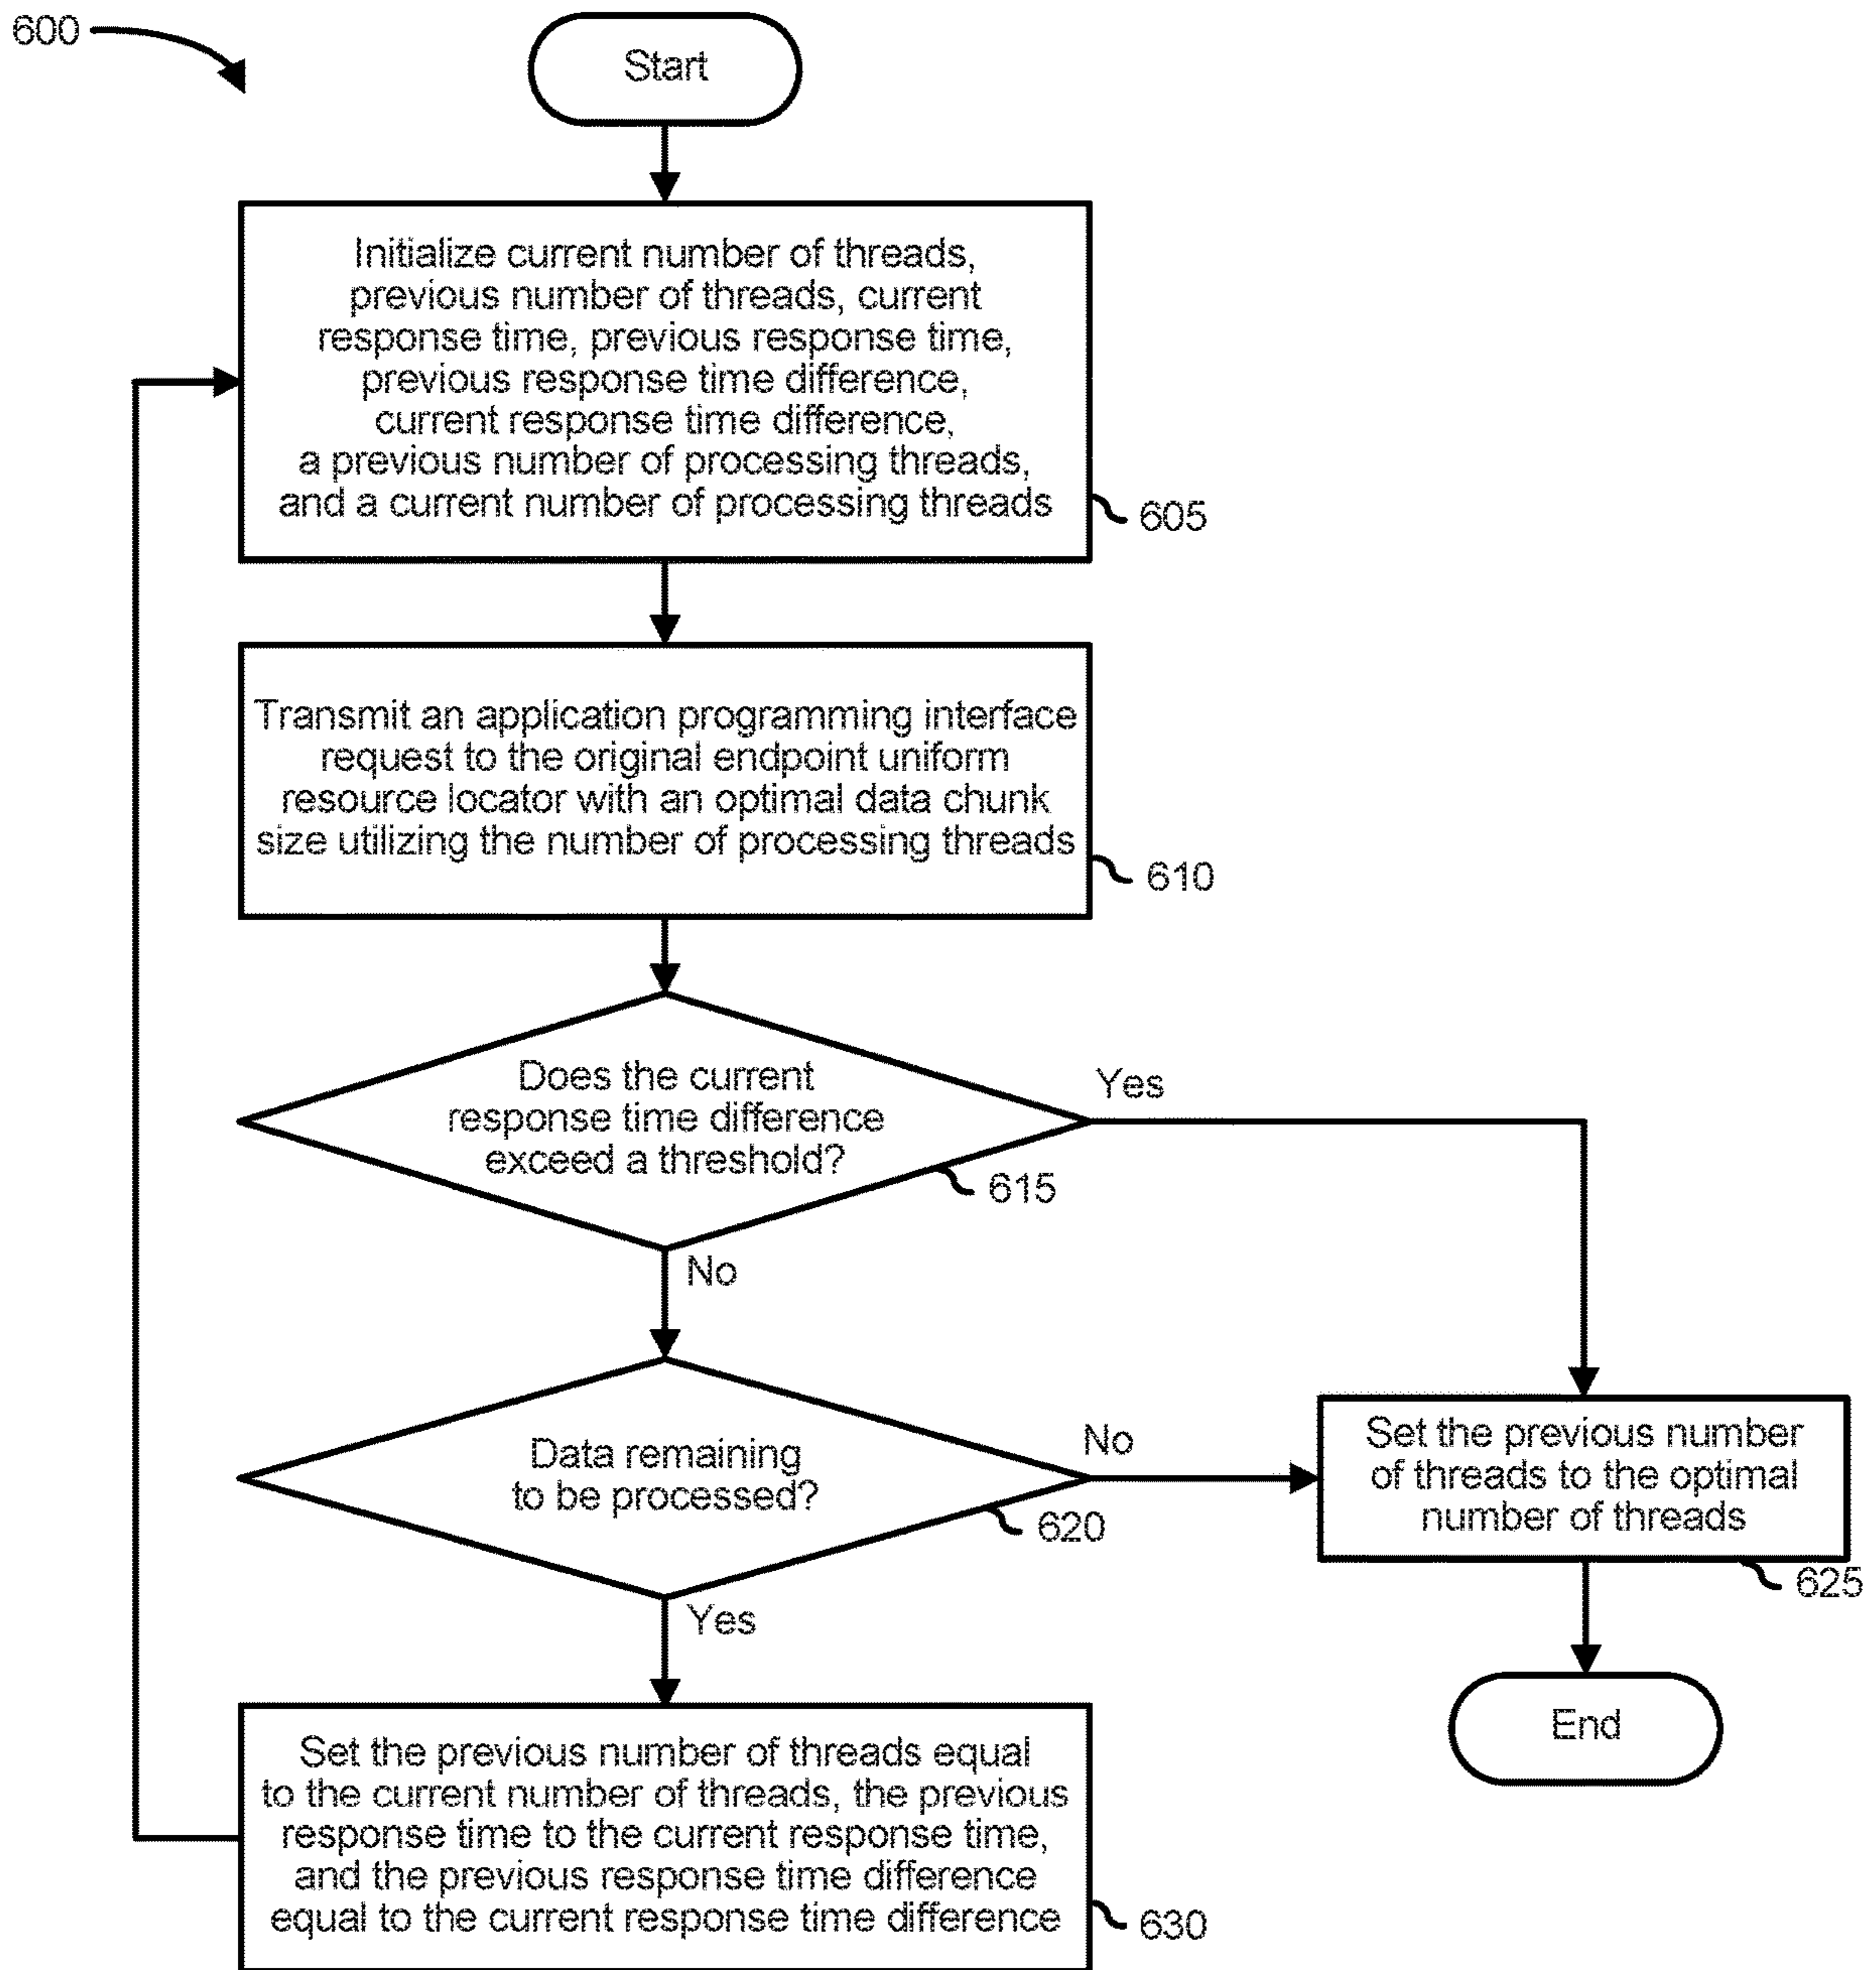 600
Start
Initialize current number of threads,
previous number of threads, current
response time, previous response time,
previous response time difference,
current response time difference,
a previous number of processing threads,
and a current number of processing threads
605
Transmit an application programming interface
request to the original endpoint uniform
resource locator with an optimal data chunk
size utilizing the number of processing threads
610
Does the current
response time difference
exceed a threshold?
Yes
615
No
Data remaining
to be processed?
No
620
Set the previous number
of threads to the optimal
number of threads
625
Yes
End
Set the previous number of threads equal
to the current number of threads, the previous
response time to the current response time,
and the previous response time difference
equal to the current response time difference
630